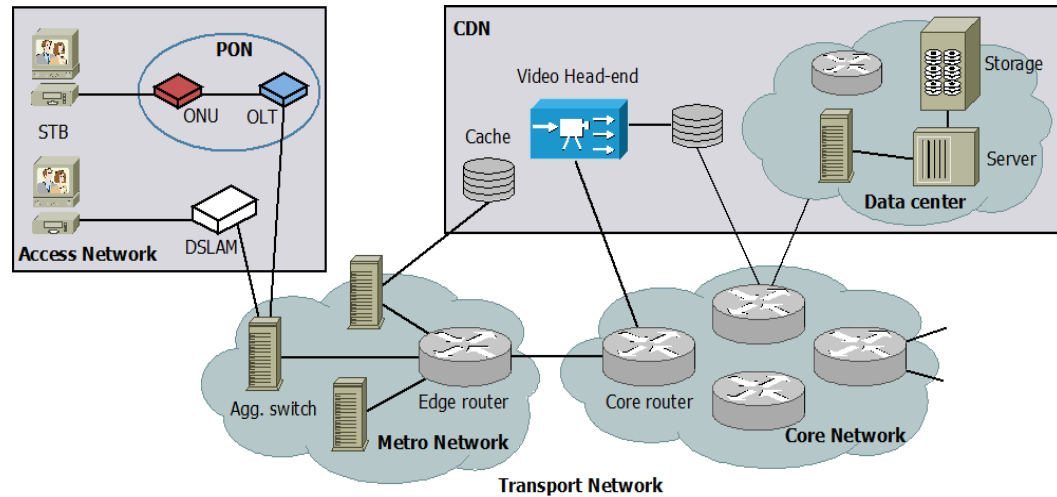 PON
ONU
OLT
STB
DSLAM
Access Network
CDN
Video Head-end
Cache
Storage
Server
Data center
Agg. switch
Edge router
Metro Network
Core router
Core Network
Transport Network